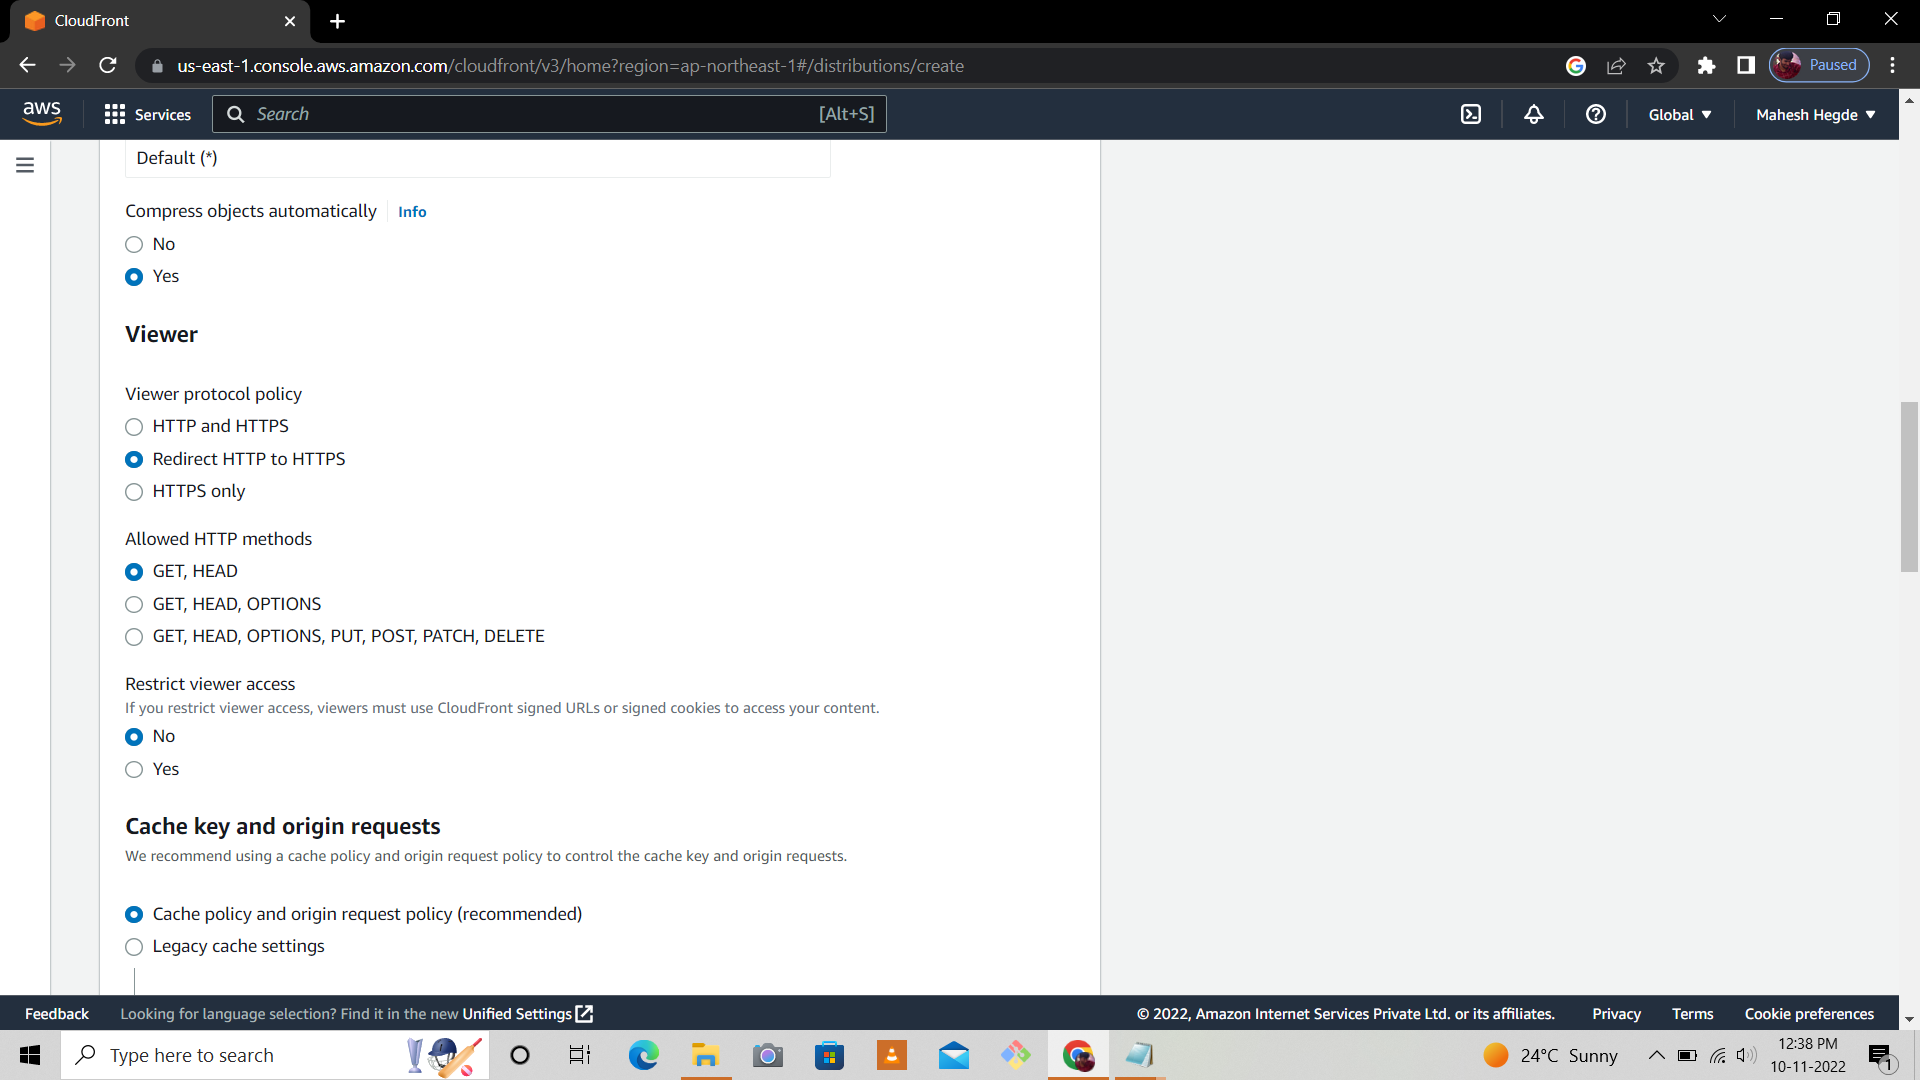 CloudFront
us-east-1.console.aws.amazon.com/cloudfront/v3/home?region=ap-northeast-1#/distributions/create
Paused
aws
Services
Search
[Alt+S]
Global
Mahesh Hegde
Default (*)
Compress objects automatically
Info
No
Yes
Viewer
Viewer protocol policy
HTTP and HTTPS
Redirect HTTP to HTTPS
HTTPS only
Allowed HTTP methods
GET, HEAD
GET, HEAD, OPTIONS
GET, HEAD, OPTIONS, PUT, POST, PATCH, DELETE
Restrict viewer access
If you restrict viewer access, viewers must use CloudFront signed URLs or signed cookies to access your content.
No
Yes
Cache key and origin requests
We recommend using a cache policy and origin request policy to control the cache key and origin requests.
Cache policy and origin request policy (recommended)
Legacy cache settings
Feedback
Looking for language selection? Find it in the new Unified Settings
© 2022, Amazon Internet Services Private Ltd. or its affiliates.
Privacy
Terms
Cookie preferences
Type here to search
24°C Sunny
12:38 PM
10-11-2022
1